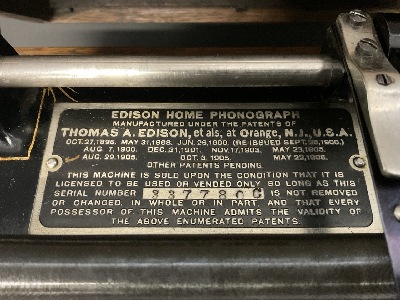 EDISON HOME PHONOGRAPH
MANUFACTURED UNDER THE PATENTS OF
THOMAS A. EDISON, et als; at Orange, N.J., U.S.A.
OCT. 27, 1896. MAY 31, 1898. JUN. 26, 1900. (REISSUED SEPT. 25, 1906.)
AUG. 7, 1900. DEC. 31, 1901. NOV. 17, 1903. MAY 23, 1905.
AUG. 29, 1905. OCT. 3, 1905. MAY 22, 1906.
OTHER PATENTS PENDING.
THIS MACHINE IS SOLD UPON THE CONDITION THAT IT IS
LICENSED TO BE USED OR VENDED ONLY SO LONG AS THIS
SERIAL NUMBER IS NOT REMOVED
OR CHANGED, IN WHOLE OR IN PART, AND THAT EVERY
POSSESSOR OF THIS MACHINE ADMITS THE VALIDITY OF
THE ABOVE ENUMERATED PATENTS.